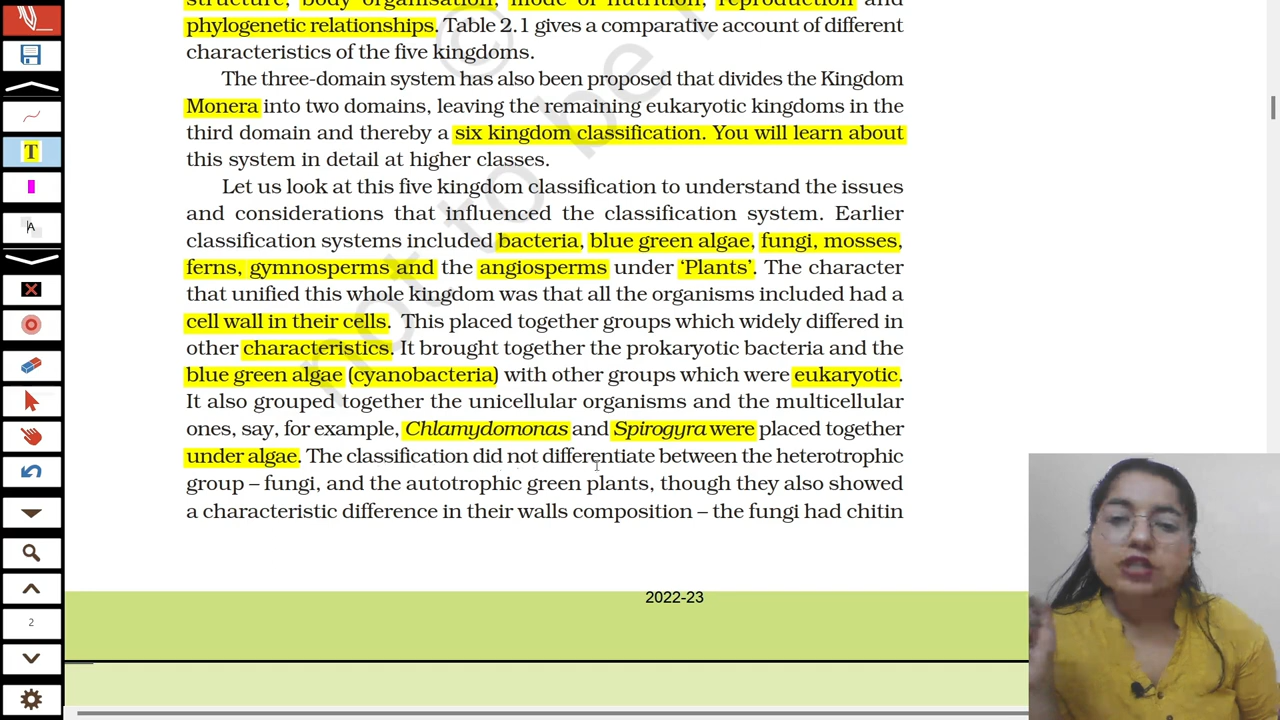 structure, body organisation, mode of nutrition, reproduction and
phylogenetic relationships. Table 2.1 gives a comparative account of different
characteristics of the five kingdoms.
The three-domain system has also been proposed that divides the Kingdom
Monera into two domains, leaving the remaining eukaryotic kingdoms in the
third domain and thereby a six kingdom classification. You will learn about
this system in detail at higher classes.
Let us look at this five kingdom classification to understand the issues
and considerations that influenced the classification system. Earlier
classification systems included bacteria, blue green algae, fungi, mosses,
ferns, gymnosperms and the angiosperms under ‘Plants’. The character
that unified this whole kingdom was that all the organisms included had a
cell wall in their cells. This placed together groups which widely differed in
other characteristics. It brought together the prokaryotic bacteria and the
blue green algae (cyanobacteria) with other groups which were eukaryotic.
It also grouped together the unicellular organisms and the multicellular
ones, say, for example, Chlamydomonas and Spirogyra were placed together
under algae. The classification did not differentiate between the heterotrophic
group – fungi, and the autotrophic green plants, though they also showed
a characteristic difference in their walls composition – the fungi had chitin
2022-23
not to be
©
T
A
2